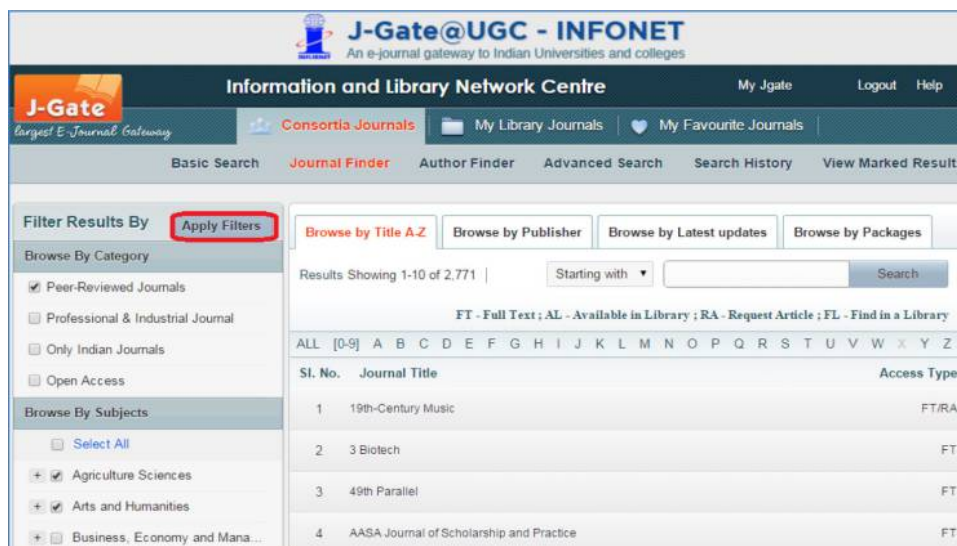 J-Gate@UGC - INFONET
An e-journal gateway to Indian Universities and colleges
Information and Library Network Centre
My Jgate
Logout
Help
J-Gate
largest E-Journal Gateway
Consortia Journals
My Library Journals
My Favourite Journals
Basic Search
Journal Finder
Author Finder
Advanced Search
Search History
View Marked Result
Filter Results By
Apply Filters
Browse By Category
Peer-Reviewed Journals
Professional & Industrial Journal
Only Indian Journals
Open Access
Browse By Subjects
Select All
+ Agriculture Sciences
+ Arts and Humanities
+ Business, Economy and Mana...
Browse by Title A-Z
Browse by Publisher
Browse by Latest updates
Browse by Packages
Results Showing 1-10 of 2,771 |
Starting with
Search
FT - Full Text ; AL - Available in Library ; RA - Request Article ; FL - Find in a Library
ALL [0-9] A B C D E F G H I J K L M N O P Q R S T U V W X Y Z
Sl. No. Journal Title Access Type
1 19th-Century Music FT/RA
2 3 Biotech FT
3 49th Parallel FT
4 AASA Journal of Scholarship and Practice FT